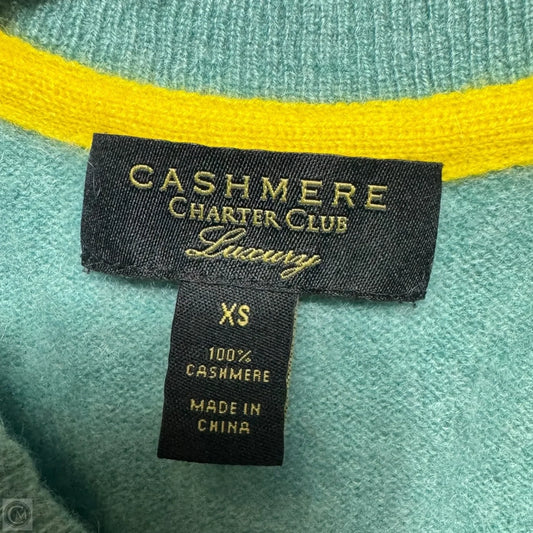 CASHMERE
CHARTER CLUB
Luxury
XS
100%
CASHMERE
MADE IN
CHINA